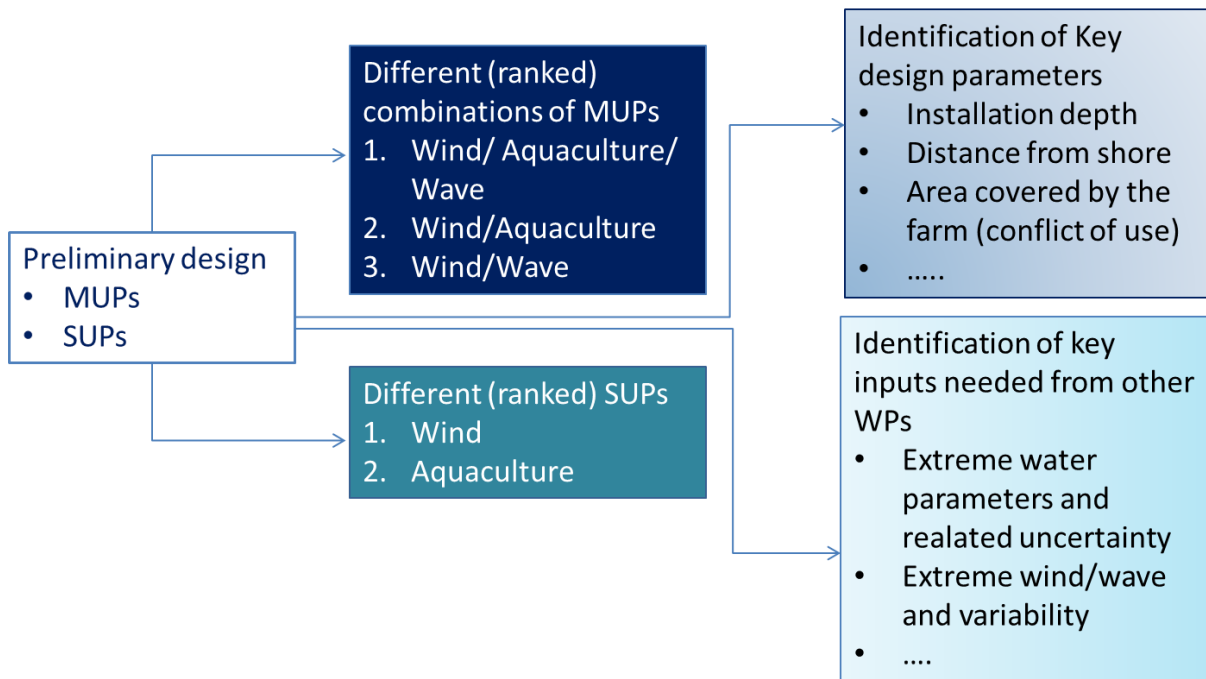 Preliminary design
• MUPs
• SUPs
Different (ranked)
combinations of MUPs
1. Wind/ Aquaculture/
Wave
2. Wind/Aquaculture
3. Wind/Wave
Different (ranked) SUPs
1. Wind
2. Aquaculture
Identification of Key
design parameters
• Installation depth
• Distance from shore
• Area covered by the
farm (conflict of use)
• .....
Identification of key
inputs needed from other
WPs
• Extreme water
parameters and
realated uncertainty
• Extreme wind/wave
and variability
• ....